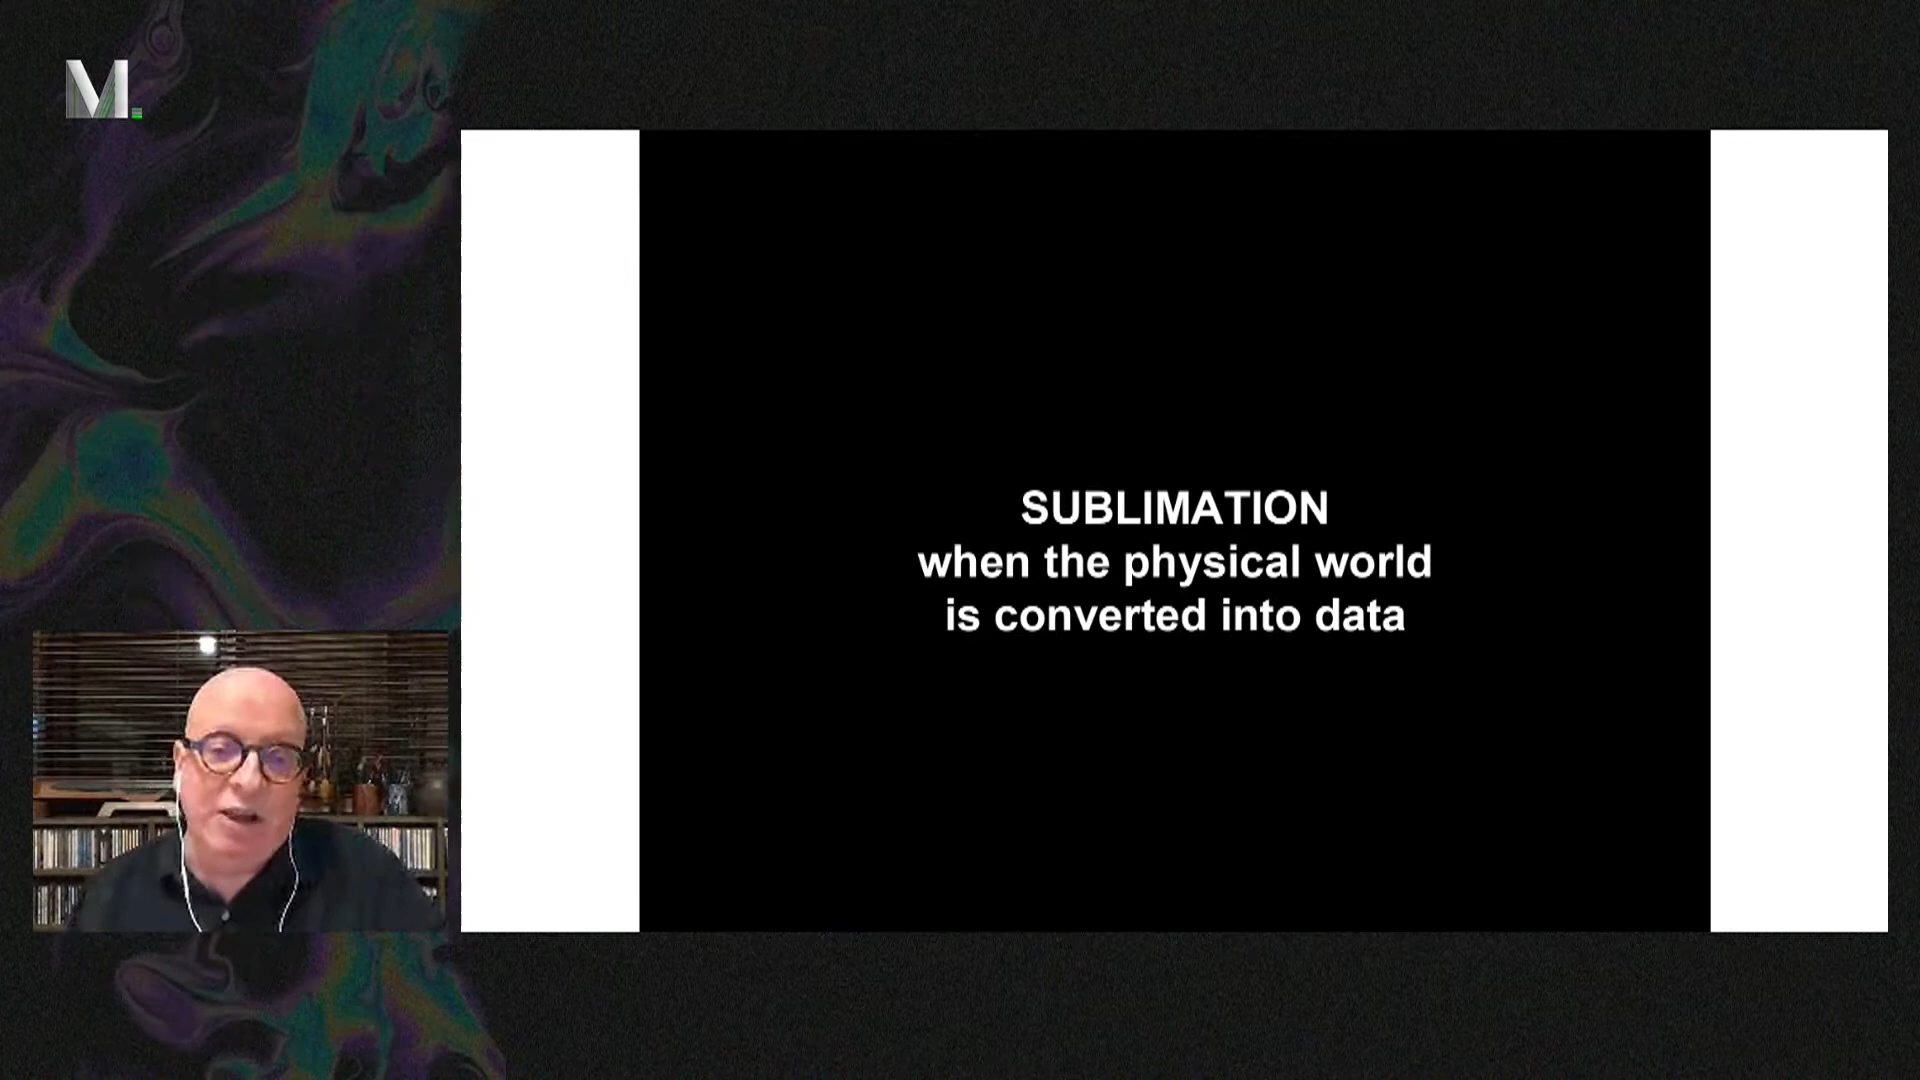 M.
SUBLIMATION
when the physical world
is converted into data